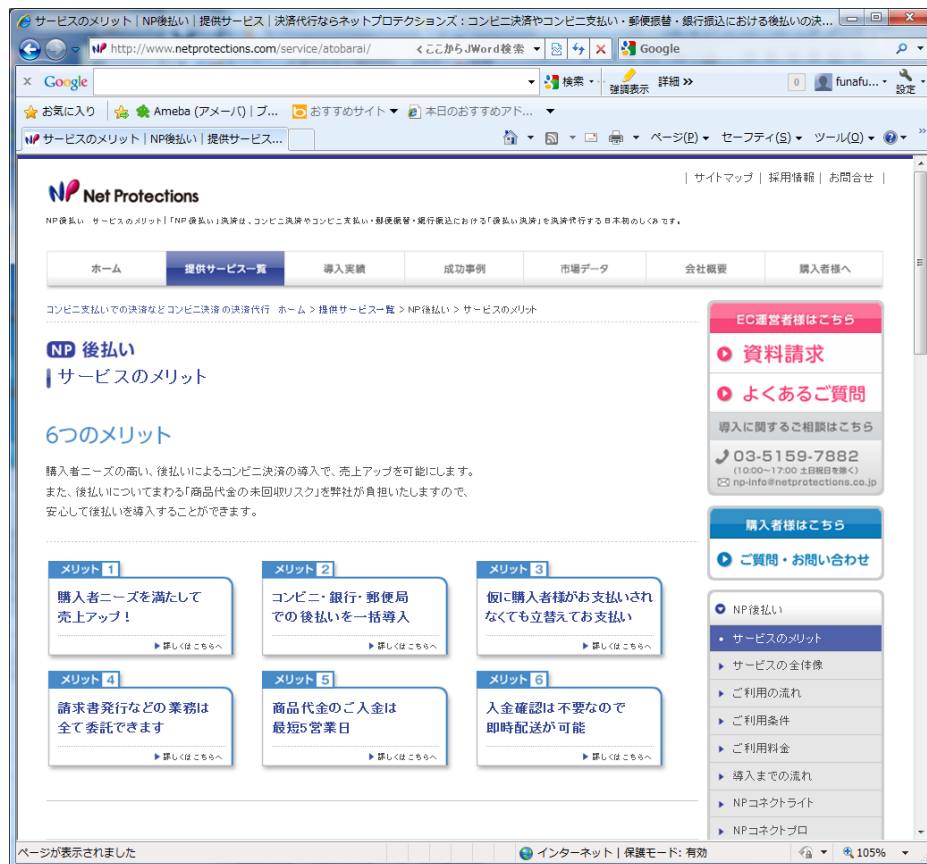 サービスのメリット | NP後払い | 提供サービス | 決済代行ならネットプロテクションズ：コンビニ決済やコンビニ支払い・郵便振替・銀行振込における後払いの決...
http://www.netprotections.com/service/atobarai/
くここからJWord検索
Google
x Google
検索
強調表示
詳細 »
0
funafu...
設定
お気に入り
Ameba (アメーバ) | ブ...
おすすめサイト ▼
本日のおすすめアド... ▼
サービスのメリット | NP後払い | 提供サービス...
ページ(P) ▼ セーフティ(S) ▼ ツール(O) ▼
»
| サイトマップ | 採用情報 | お問合せ |
NP Net Protections
NP後払い サービスのメリット | 「NP後払い」決済は、コンビニ決済やコンビニ支払い・郵便振替・銀行振込における「後払い決済」を決済代行する日本初のしくみです。
ホーム
提供サービス一覧
導入実績
成功事例
市場データ
会社概要
購入者様へ
コンビニ支払いでの決済などコンビニ決済の決済代行 ホーム > 提供サービス一覧 > NP後払い > サービスのメリット
NP 後払い
サービスのメリット
6つのメリット
購入者ニーズの高い、後払いによるコンビニ決済の導入で、売上アップを可能にします。
また、後払いについてまわる「商品代金の未回収リスク」を弊社が負担いたしますので、
安心して後払いを導入することができます。
メリット 1
購入者ニーズを満たして
売上アップ！
詳しくはこちらへ
メリット 2
コンビニ・銀行・郵便局
での後払いを一括導入
詳しくはこちらへ
メリット 3
仮に購入者様がお支払いされ
なくても立替えてお支払い
詳しくはこちらへ
メリット 4
請求書発行などの業務は
全て委託できます
詳しくはこちらへ
メリット 5
商品代金のご入金は
最短5営業日
詳しくはこちらへ
メリット 6
入金確認は不要なので
即時配送が可能
詳しくはこちらへ
EC運営者様はこちら
資料請求
よくあるご質問
導入に関するご相談はこちら
03-5159-7882
(10:00～17:00 土日祝日を除く)
np-info@netprotections.co.jp
購入者様はこちら
ご質問・お問い合わせ
NP後払い
サービスのメリット
サービスの全体像
ご利用の流れ
ご利用条件
ご利用料金
導入までの流れ
NPコネクトライト
NPコネクトプロ
ページが表示されました
インターネット | 保護モード: 有効
105%